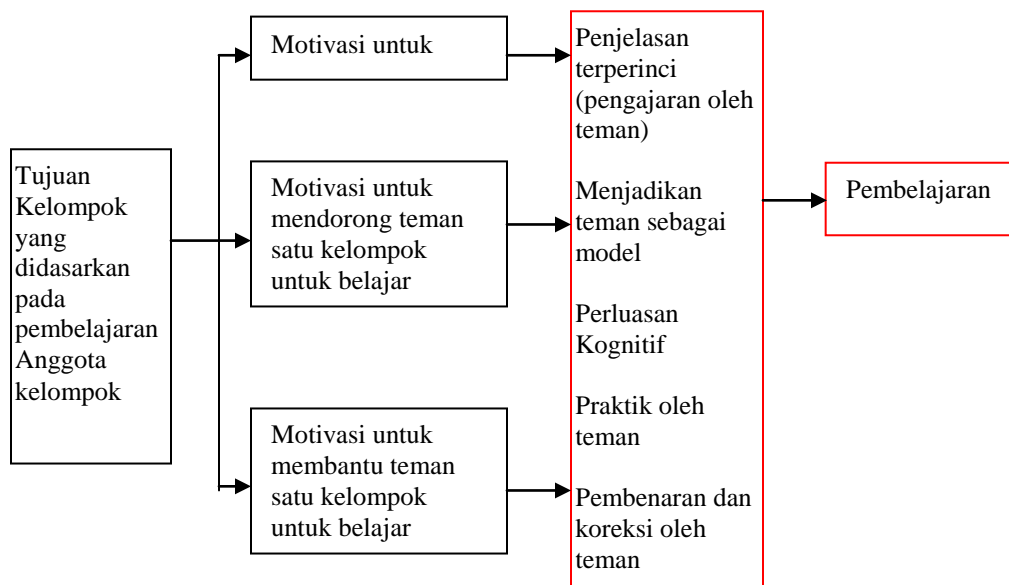 Tujuan
Kelompok
yang
didasarkan
pada
pembelajaran
Anggota
kelompok
Motivasi untuk
Motivasi untuk
mendorong teman
satu kelompok
untuk belajar
Motivasi untuk
membantu teman
satu kelompok
untuk belajar
Penjelasan
terperinci
(pengajaran oleh
teman)
Menjadikan
teman sebagai
model
Perluasan
Kognitif
Praktik oleh
teman
Pembenaran dan
koreksi oleh
teman
Pembelajaran